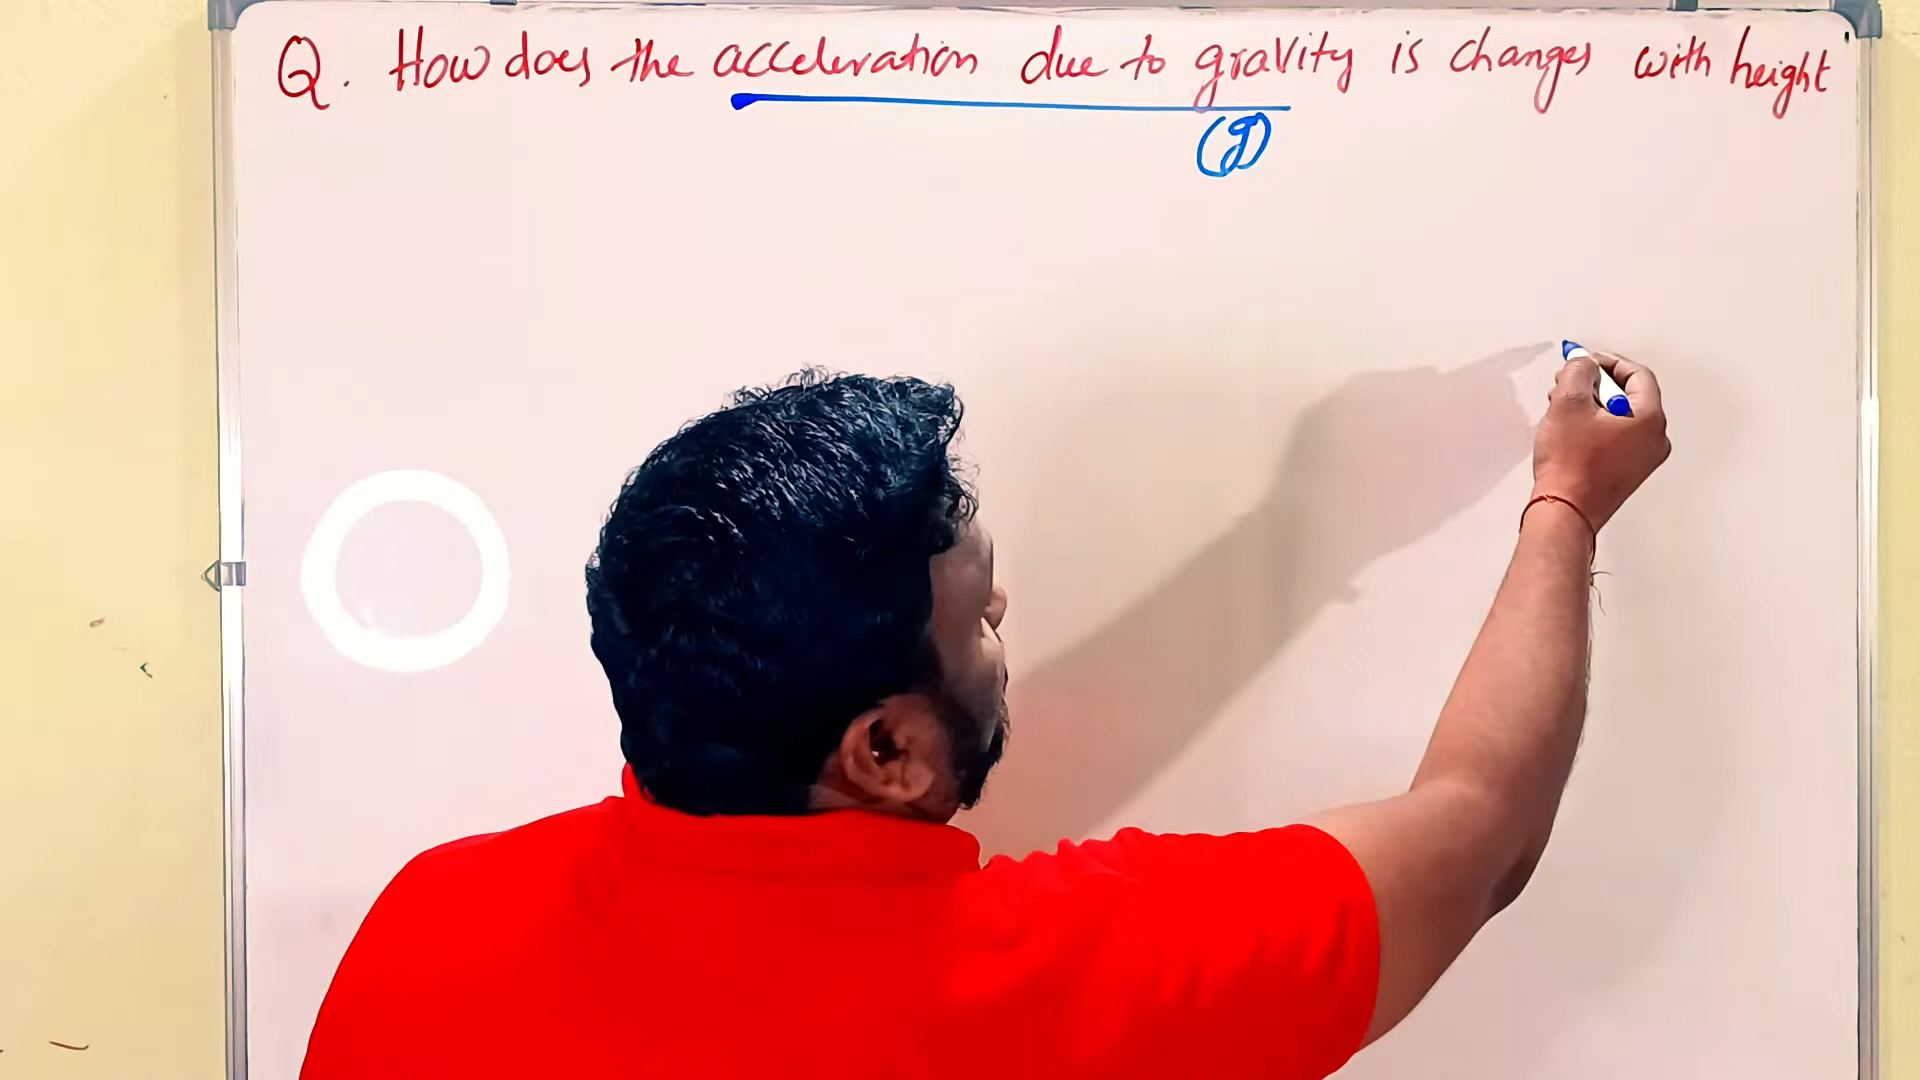 Q. How does the acceleration due to gravity is changes with height
(g)